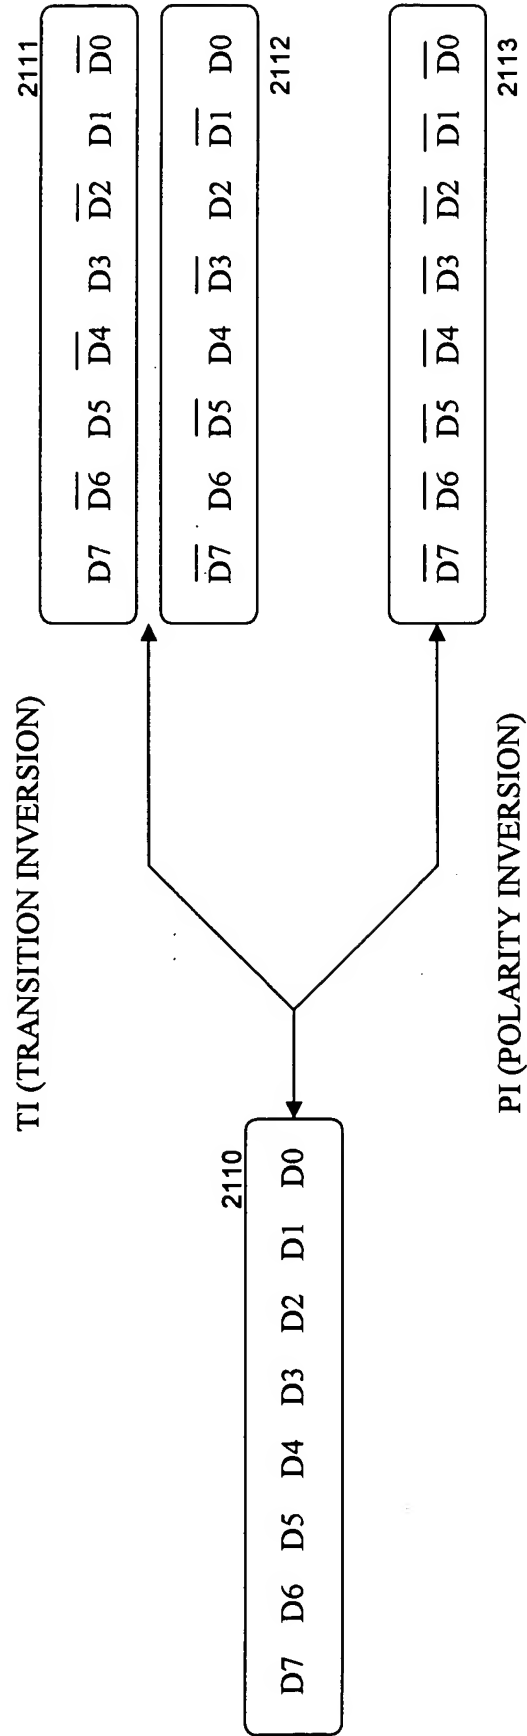 TI (TRANSITION INVERSION)
2111
D7 D̅6̅ D5 D̅4̅ D3 D̅2̅ D1 D̅0̅
D̅7̅ D6 D̅5̅ D4 D̅3̅ D2 D̅1̅ D0
2112
2110
D7 D6 D5 D4 D3 D2 D1 D0
D̅7̅ D̅6̅ D̅5̅ D̅4̅ D̅3̅ D̅2̅ D̅1̅ D̅0̅
2113
PI (POLARITY INVERSION)